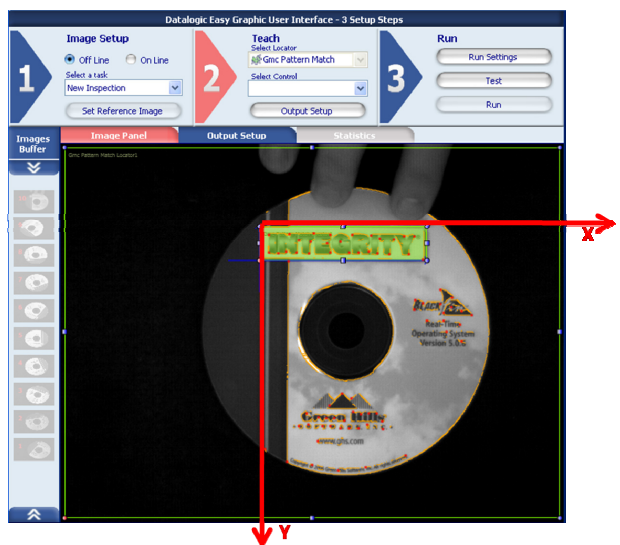 Datalogic Easy Graphic User Interface - 3 Setup Steps
1
Image Setup
Off Line
On Line
Select a task
New Inspection
Set Reference Image
2
Teach
Select Locator
Gmc Pattern Match
Select Control
Output Setup
3
Run
Run Settings
Test
Run
Images
Buffer
Image Panel
Output Setup
Statistics
Gmc Pattern Match Locator1
X
INTEGRITY
BLACK
Real-Time
Operating System
Version 5.0.5
Green Hills
SOFTWARE, INC.
www.ghs.com
Y